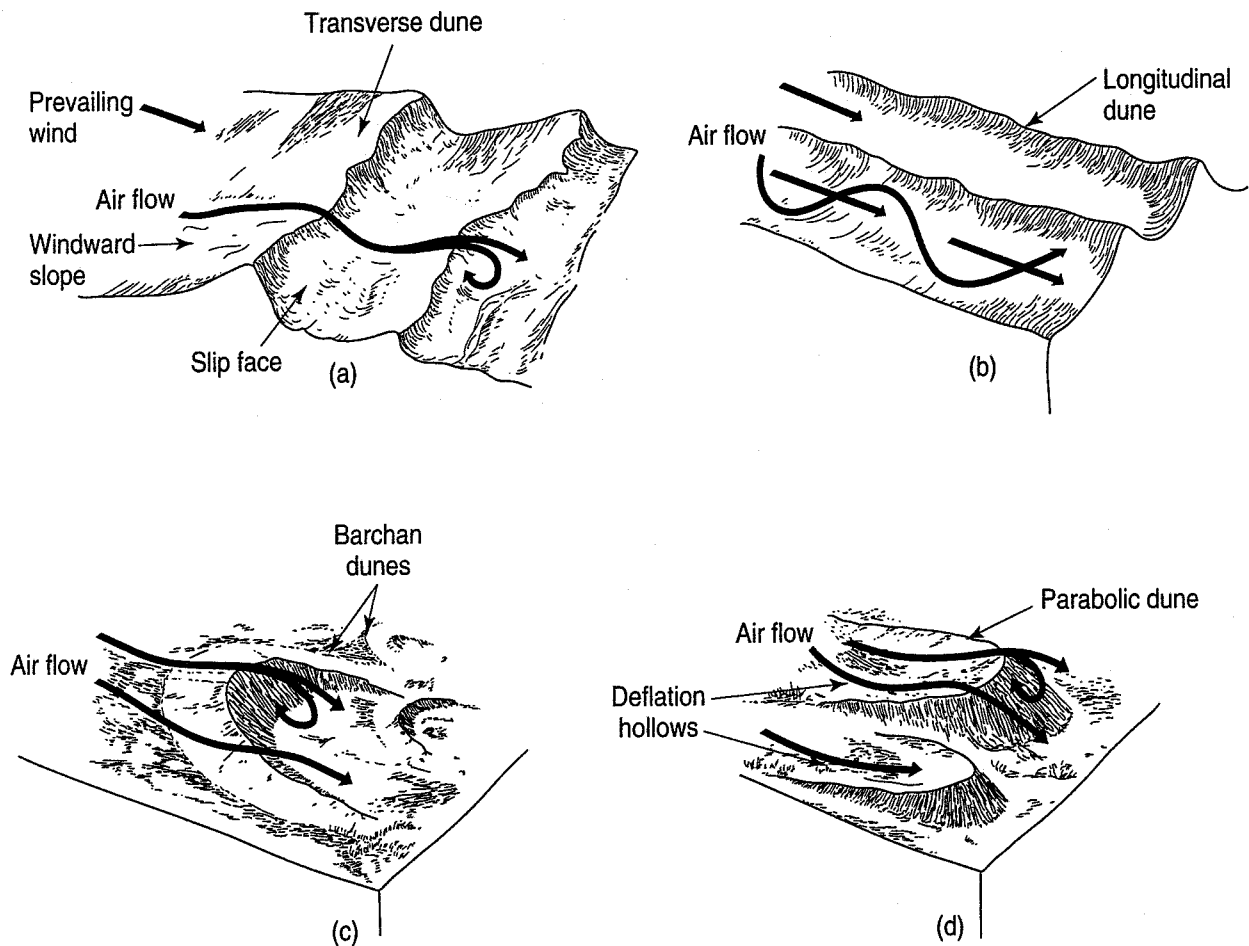 Transverse dune
Prevailing
wind
Air flow
Windward
slope
Slip face
(a)
Longitudinal
dune
Air flow
(b)
Barchan
dunes
Air flow
(c)
Parabolic dune
Air flow
Deflation
hollows
(d)